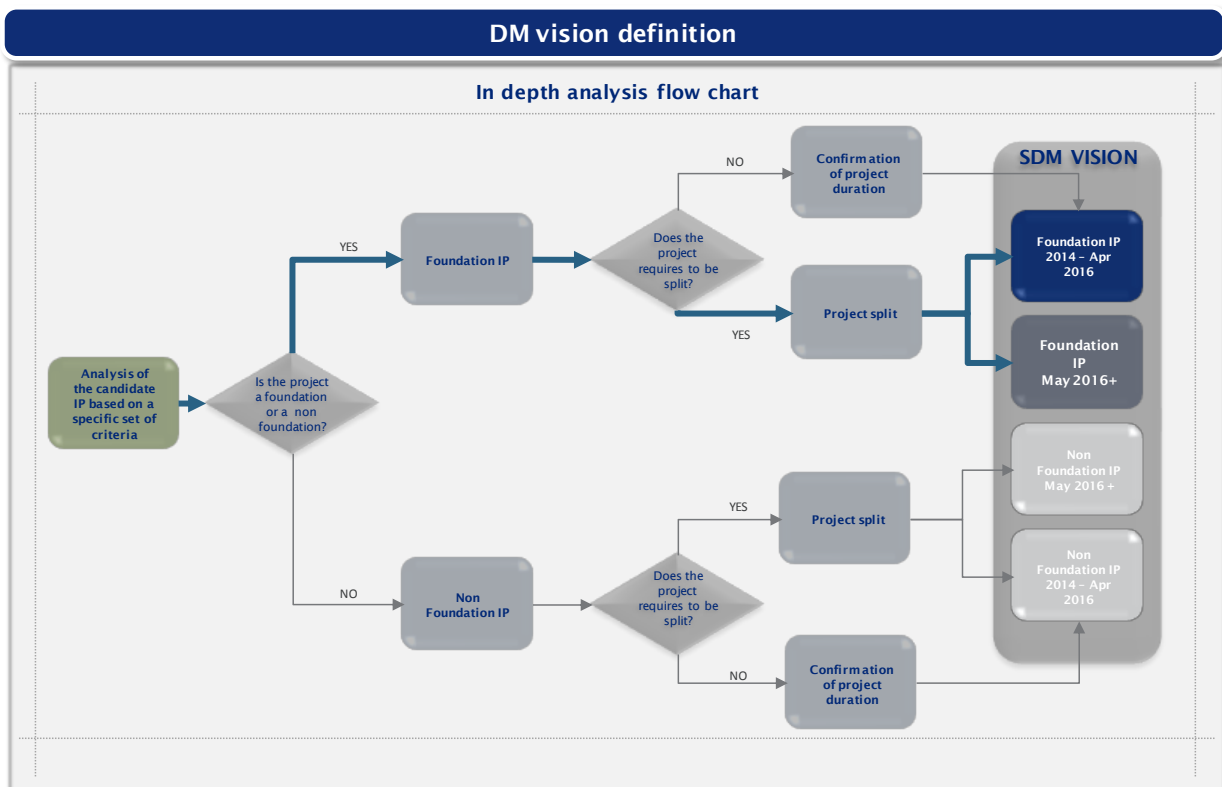 DM vision definition
In depth analysis flow chart
Analysis of
the candidate
IP based on a
specific set of
criteria
Is the project
a foundation
or a non
foundation?
YES
Foundation IP
Does the
project
requires to be
split?
NO
Confirmation
of project
duration
YES
Project split
SDM VISION
Foundation IP
2014 – Apr
2016
Foundation
IP
May 2016+
NO
Non
Foundation IP
Does the
project
requires to be
split?
YES
Project split
NO
Confirmation
of project
duration
Non
Foundation IP
May 2016 +
Non
Foundation IP
2014 – Apr
2016